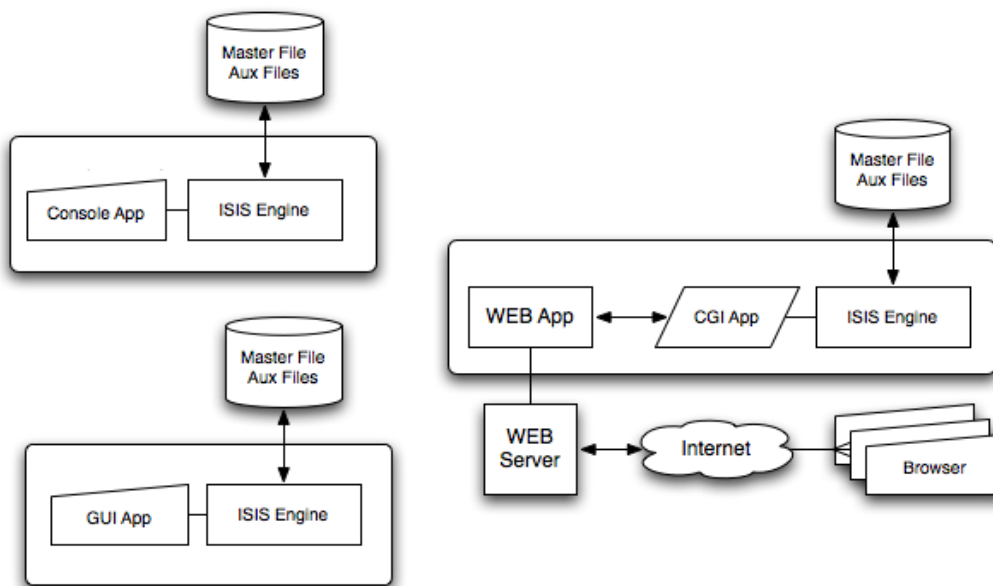 Master File
Aux Files
Console App
ISIS Engine
Master File
Aux Files
GUI App
ISIS Engine
Master File
Aux Files
WEB App
CGI App
ISIS Engine
WEB
Server
Internet
Browser